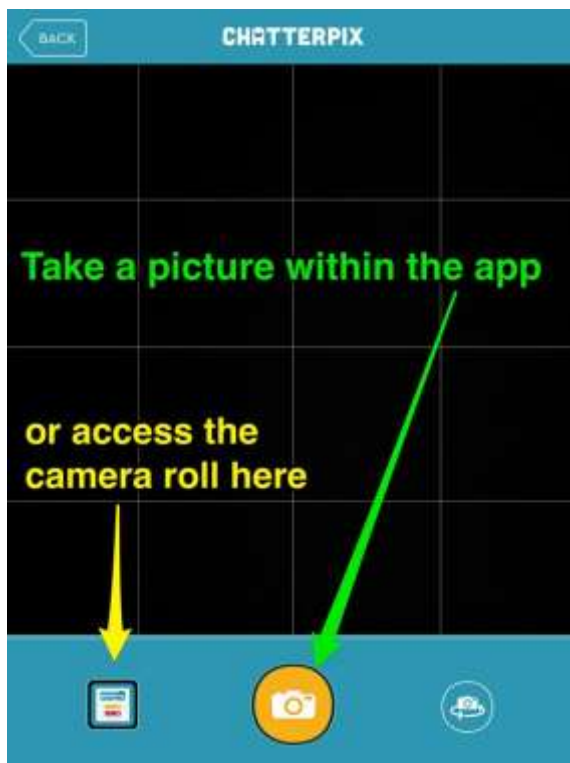 BACK
CHATTERPIX
Take a picture within the app
or access the
camera roll here